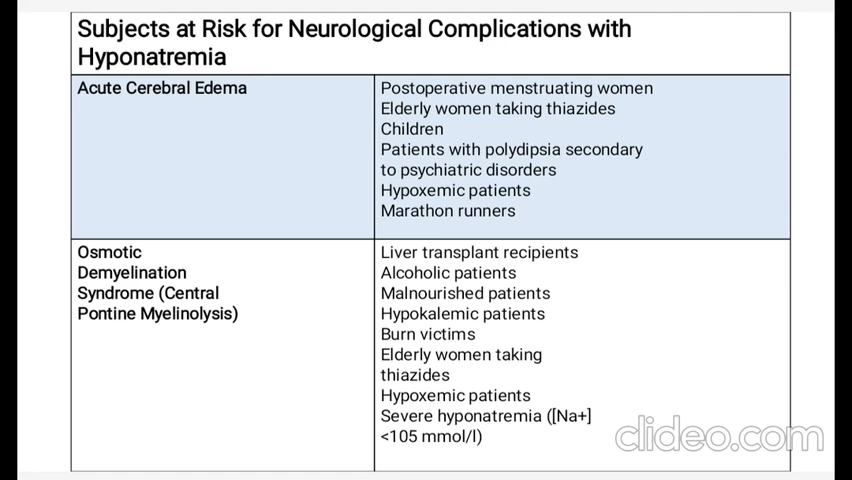 Subjects at Risk for Neurological Complications with
Hyponatremia
Acute Cerebral Edema
Postoperative menstruating women
Elderly women taking thiazides
Children
Patients with polydipsia secondary
to psychiatric disorders
Hypoxemic patients
Marathon runners
Osmotic
Demyelination
Syndrome (Central
Pontine Myelinolysis)
Liver transplant recipients
Alcoholic patients
Malnourished patients
Hypokalemic patients
Burn victims
Elderly women taking
thiazides
Hypoxemic patients
Severe hyponatremia ([Na+]
<105 mmol/l)
clideo.com